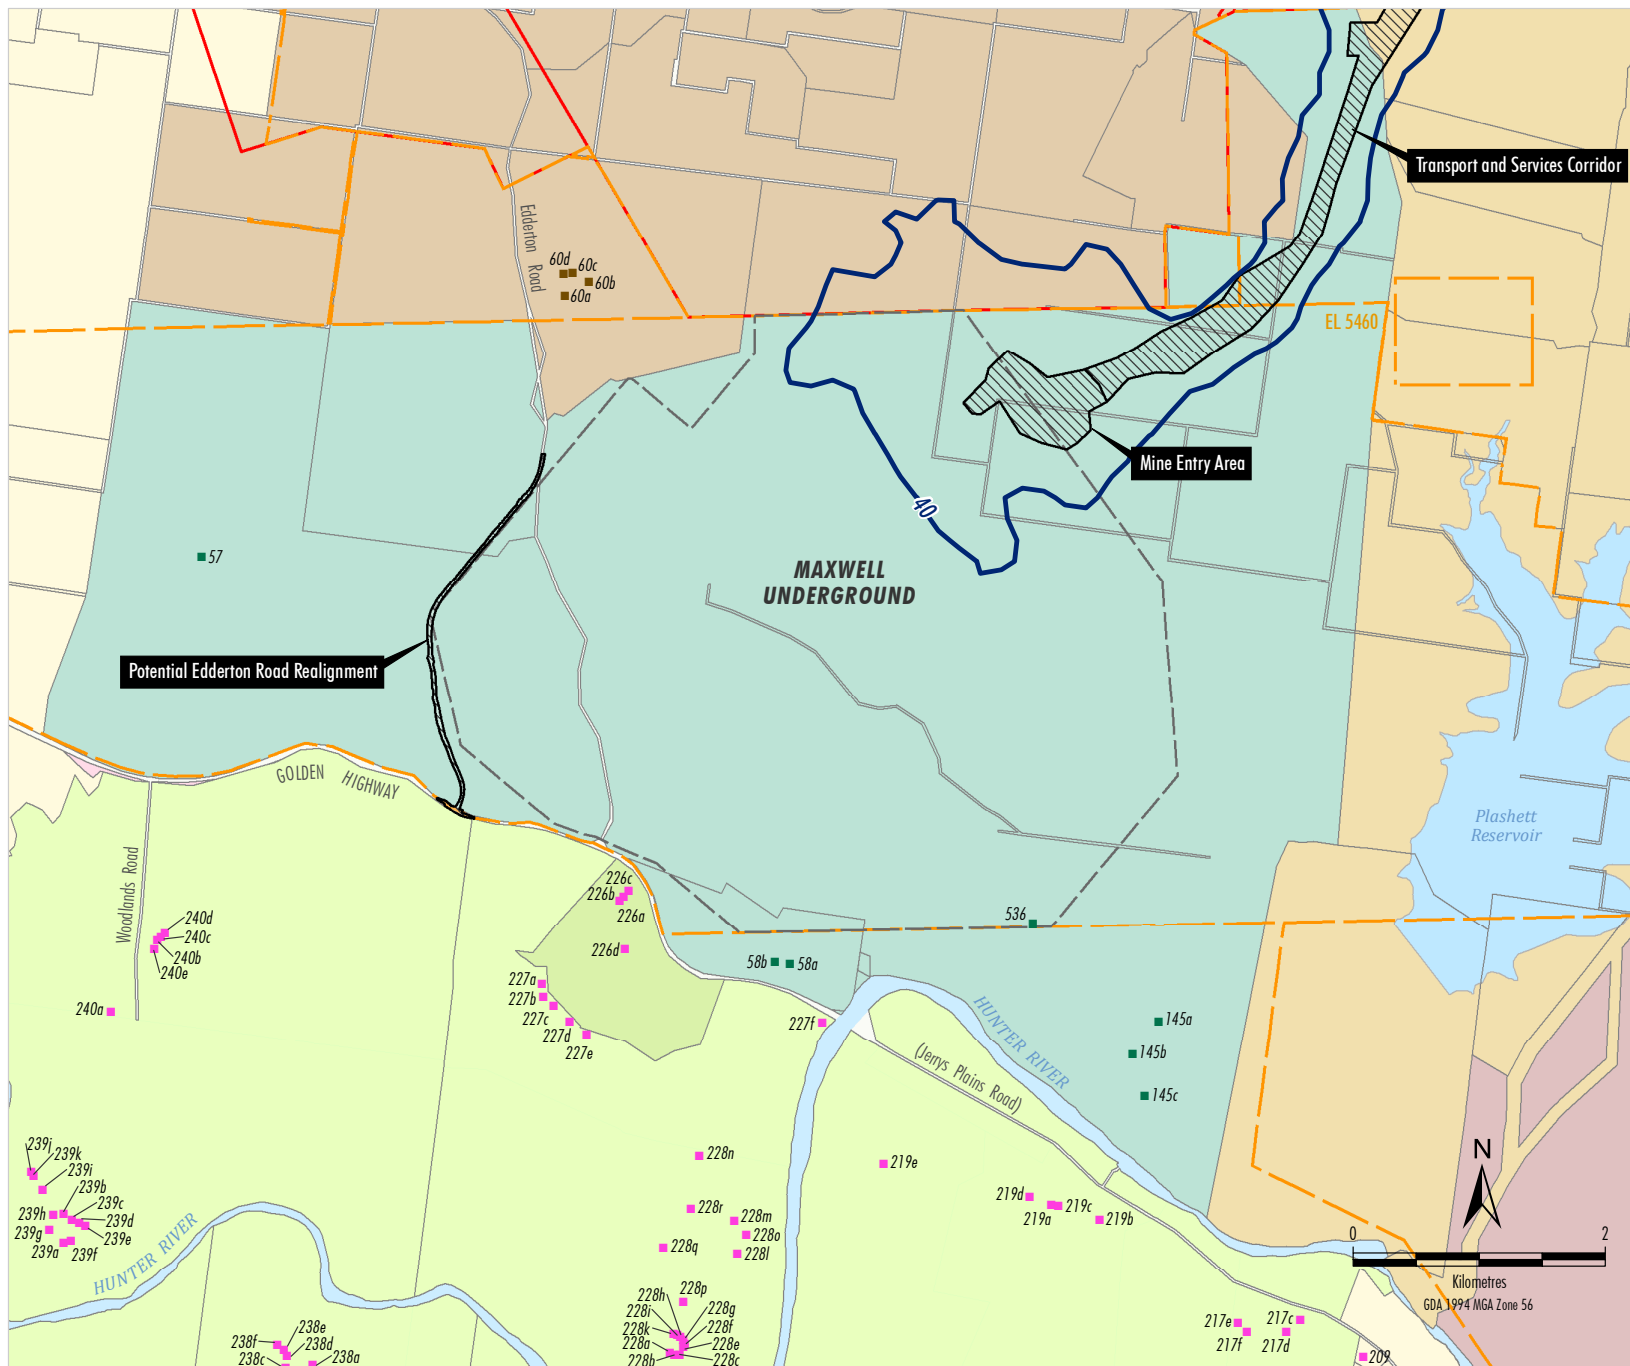 Transport and Services Corridor
Edderton Road
60d
60c
60b
60a
EL 5460
Mine Entry Area
40
57
MAXWELL
UNDERGROUND
Potential Edderton Road Realignment
GOLDEN HIGHWAY
Plashett
Reservoir
Woodlands Road
226c
226b
226a
226d
536
240d
240c
240b
240e
240a
58b
58a
227a
227b
227c
227d
227e
227f
HUNTER RIVER
(Jerrys Plains Road)
145a
145b
145c
239j
239k
239i
239b
239c
239d
239e
239h
239g
239a
239f
HUNTER RIVER
228n
219e
228r
228m
228o
228q
228l
219d
219a
219c
219b
N
0
2
Kilometres
GDA 1994 MGA Zone 56
228p
228h
228g
228i
228f
228k
228e
228a
228b
228c
238e
238f
238d
238c
238a
217e
217c
217f
217d
209